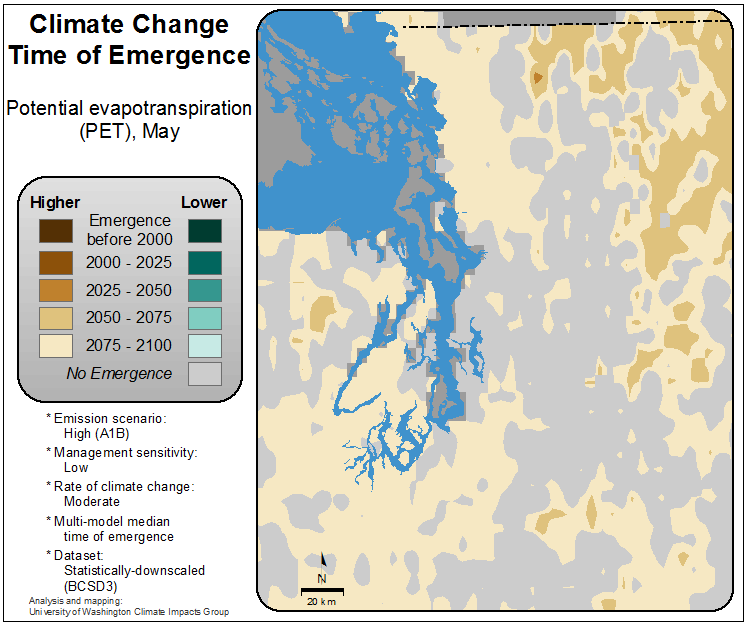 Climate Change
Time of Emergence
Potential evapotranspiration
(PET), May
Higher Lower
Emergence
before 2000
2000 - 2025
2025 - 2050
2050 - 2075
2075 - 2100
No Emergence
* Emission scenario:
High (A1B)
* Management sensitivity:
Low
* Rate of climate change:
Moderate
* Multi-model median
time of emergence
* Dataset:
Statistically-downscaled
(BCSD3)
Analysis and mapping:
University of Washington Climate Impacts Group
N
20 km